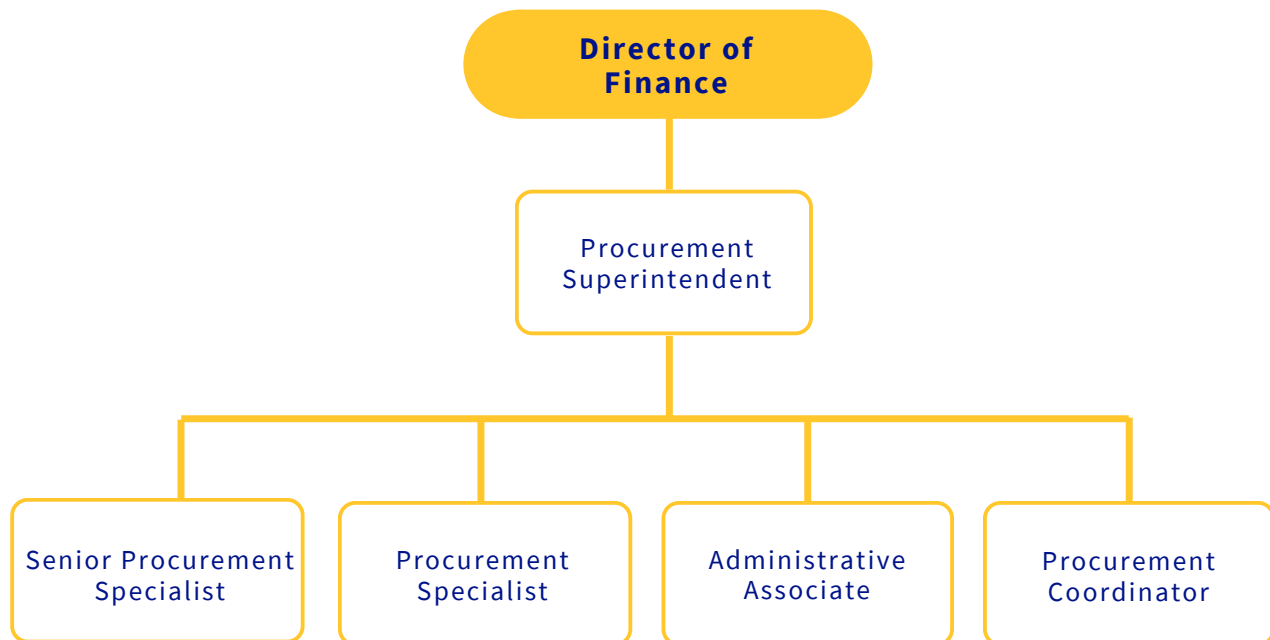 Director of
Finance
Procurement
Superintendent
Senior Procurement
Specialist
Procurement
Specialist
Administrative
Associate
Procurement
Coordinator